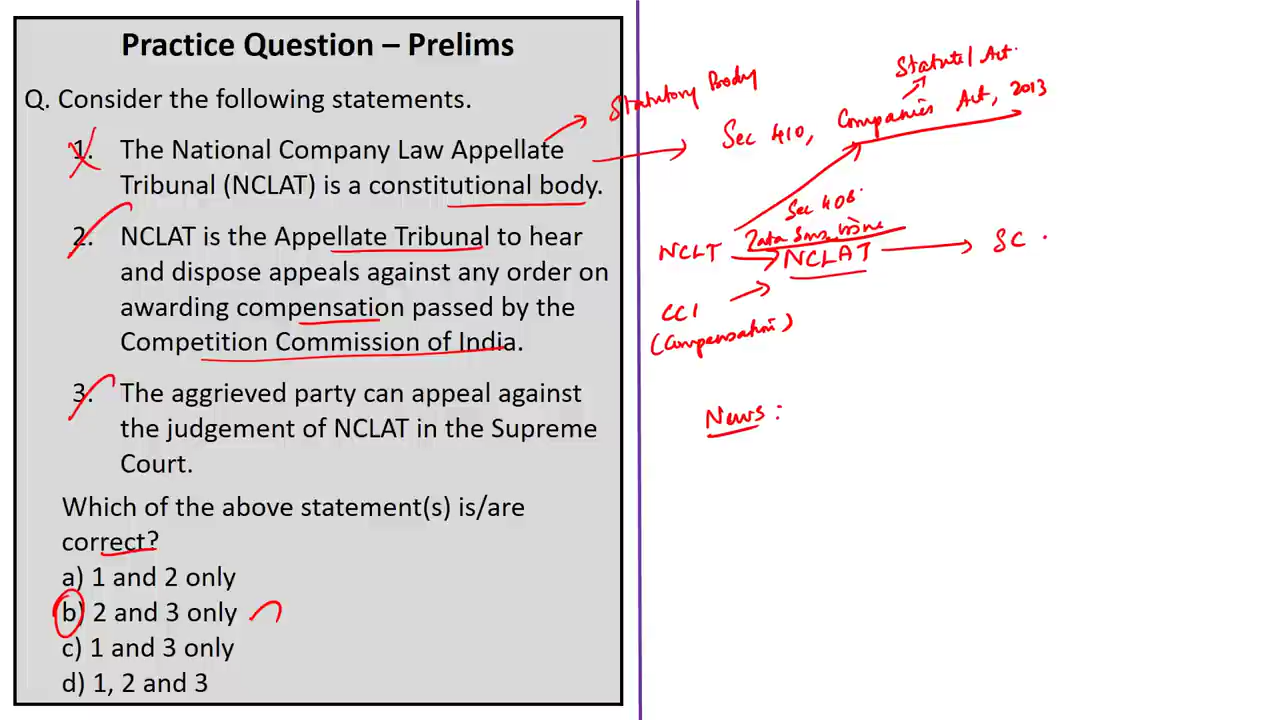 Practice Question – Prelims
Q. Consider the following statements.
1. The National Company Law Appellate
Tribunal (NCLAT) is a constitutional body.
2. NCLAT is the Appellate Tribunal to hear
and dispose appeals against any order on
awarding compensation passed by the
Competition Commission of India.
3. The aggrieved party can appeal against
the judgement of NCLAT in the Supreme
Court.
Which of the above statement(s) is/are
correct?
a) 1 and 2 only
b) 2 and 3 only
c) 1 and 3 only
d) 1, 2 and 3
Statutory Body
Statute/Act.
Sec 410, Companies Act, 2013
Sec 408
NCLT
NCLAT
SC.
CCI
(Compensation)
News: